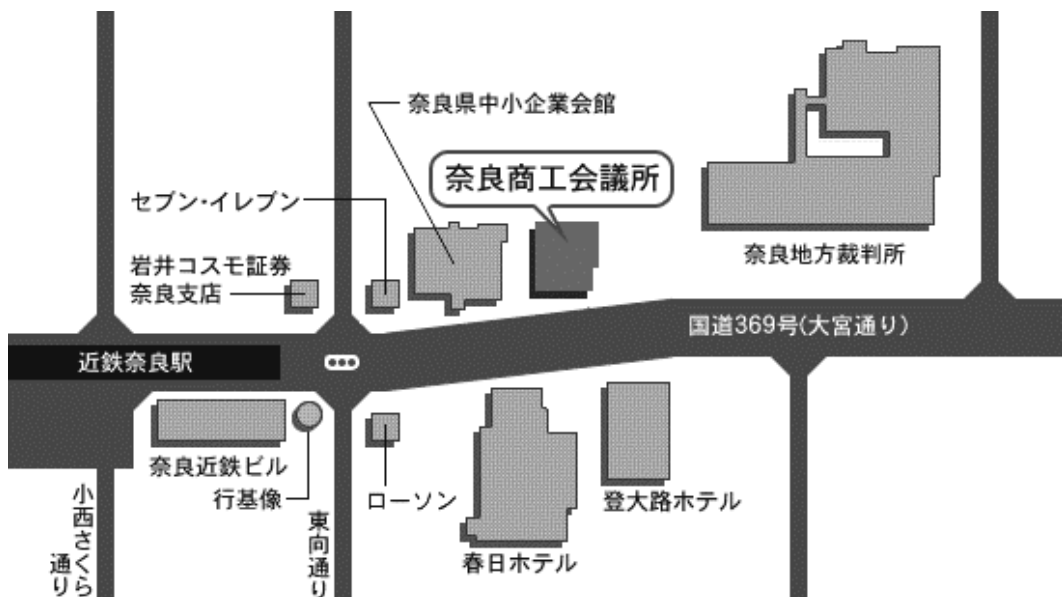 奈良県中小企業会館
奈良商工会議所
セブン・イレブン
岩井コスモ証券
奈良支店
奈良地方裁判所
国道369号(大宮通り)
近鉄奈良駅
奈良近鉄ビル
行基像
ローソン
登大路ホテル
春日ホテル
小西さくら
通り
東向通り